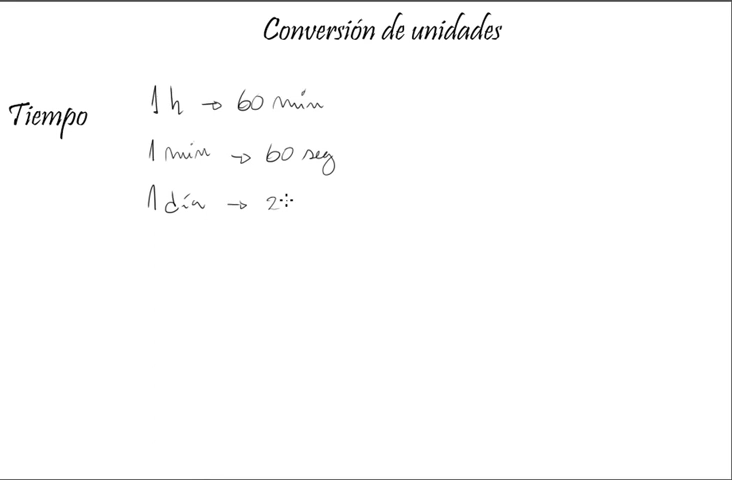 Conversión de unidades
Tiempo
1 h → 60 min
1 min → 60 seg
1 día → 2